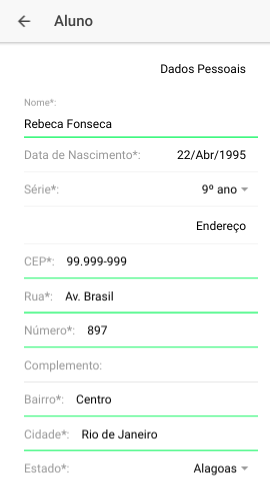 Aluno
Dados Pessoais
Nome*:
Rebeca Fonseca
Data de Nascimento*: 22/Abr/1995
Série*: 9º ano
Endereço
CEP*: 99.999-999
Rua*: Av. Brasil
Número*: 897
Complemento:
Bairro*: Centro
Cidade*: Rio de Janeiro
Estado*: Alagoas